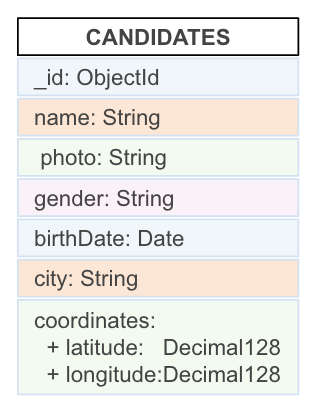 CANDIDATES
_id: ObjectId
name: String
photo: String
gender: String
birthDate: Date
city: String
coordinates:
+ latitude: Decimal128
+ longitude:Decimal128